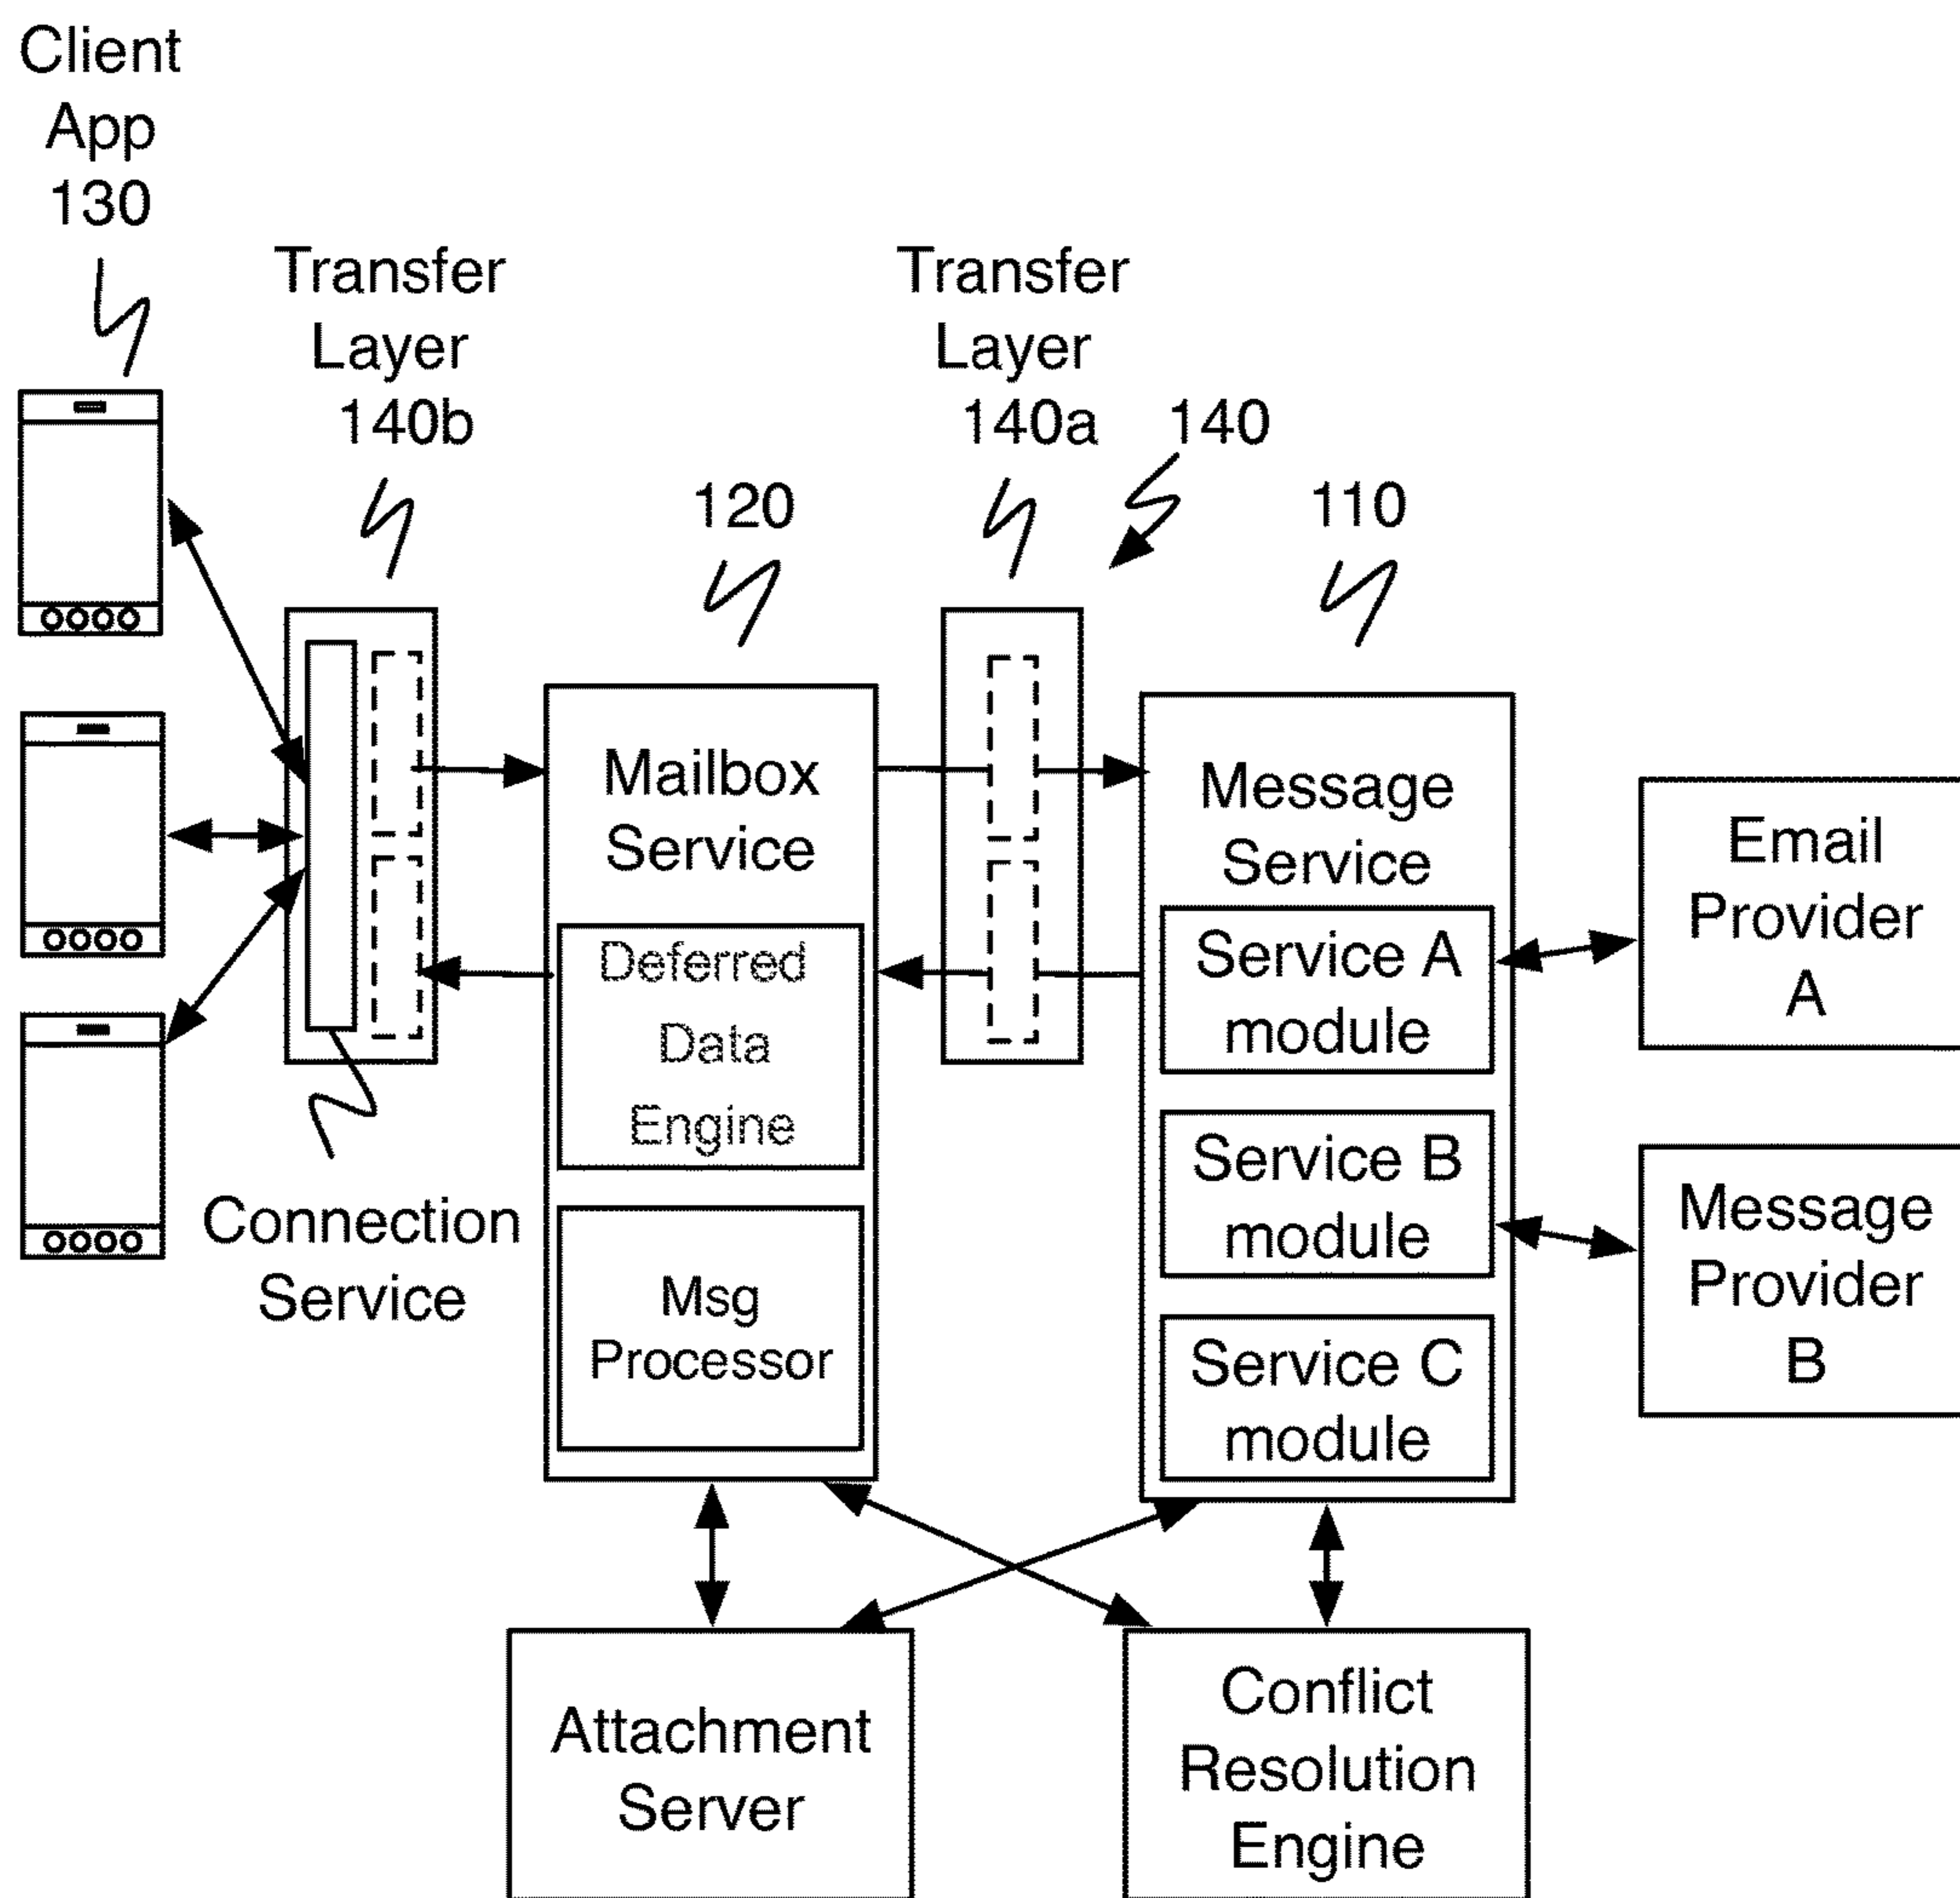 Client
App
130
Transfer
Layer
140b
Transfer
Layer
140a
140
120
110
Mailbox
Service
Deferred
Data
Engine
Msg
Processor
Message
Service
Service A
module
Service B
module
Service C
module
Email
Provider
A
Message
Provider
B
Connection
Service
Attachment
Server
Conflict
Resolution
Engine